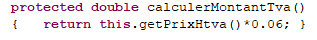 protected double calculerMontantTva()
{   return this.getPrixHtva()*0.06; }